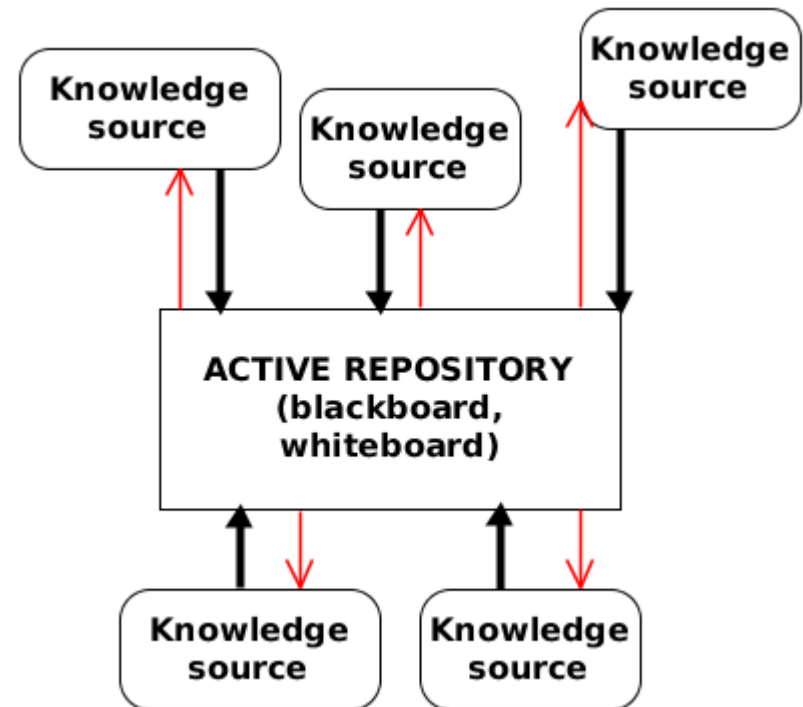 Knowledge
source
Knowledge
source
Knowledge
source
ACTIVE REPOSITORY
(blackboard,
whiteboard)
Knowledge
source
Knowledge
source